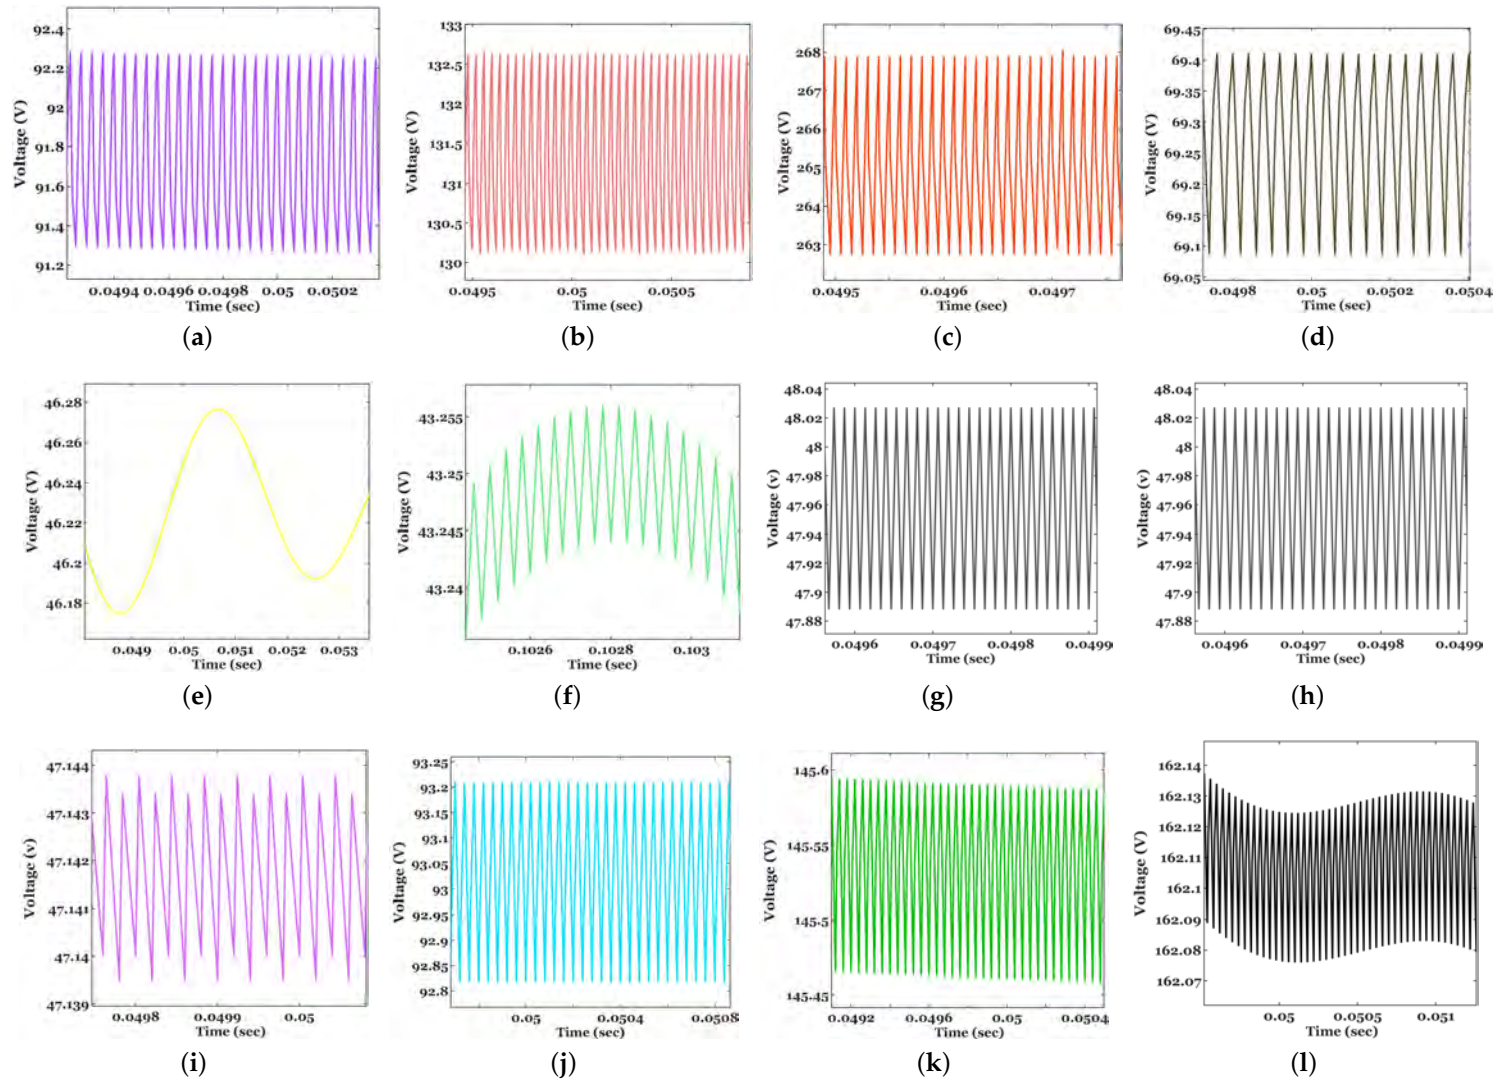 92.4
92.2
92
91.8
91.6
91.4
91.2
Voltage (V)
0.0494 0.0496 0.0498 0.05 0.0502
Time (sec)
(a)
133
132.5
132
131.5
131
130.5
130
Voltage (V)
0.0495 0.05 0.0505
Time (sec)
(b)
268
267
266
265
264
263
Voltage (V)
0.0495 0.0496 0.0497
Time (sec)
(c)
69.45
69.4
69.35
69.3
69.25
69.2
69.15
69.1
69.05
Voltage (V)
0.0498 0.05 0.0502 0.0504
Time (sec)
(d)
46.28
46.26
46.24
46.22
46.2
46.18
Voltage (V)
0.049 0.05 0.051 0.052 0.053
Time (sec)
(e)
43.255
43.25
43.245
43.24
Voltage (V)
0.1026 0.1028 0.103
Time (sec)
(f)
48.04
48.02
48
47.98
47.96
47.94
47.92
47.9
47.88
Voltage (v)
0.0496 0.0497 0.0498 0.0499
Time (sec)
(g)
48.04
48.02
48
47.98
47.96
47.94
47.92
47.9
47.88
Voltage (v)
0.0496 0.0497 0.0498 0.0499
Time (sec)
(h)
47.144
47.143
47.142
47.141
47.14
47.139
Voltage (v)
0.0498 0.0499 0.05
Time (sec)
(i)
93.25
93.2
93.15
93.1
93.05
93
92.95
92.9
92.85
92.8
Voltage (V)
0.05 0.0504 0.0508
Time (sec)
(j)
145.6
145.55
145.5
145.45
Voltage (V)
0.0492 0.0496 0.05 0.0504
Time (sec)
(k)
162.14
162.13
162.12
162.11
162.1
162.09
162.08
162.07
Voltage (V)
0.05 0.0505 0.051
Time (sec)
(l)